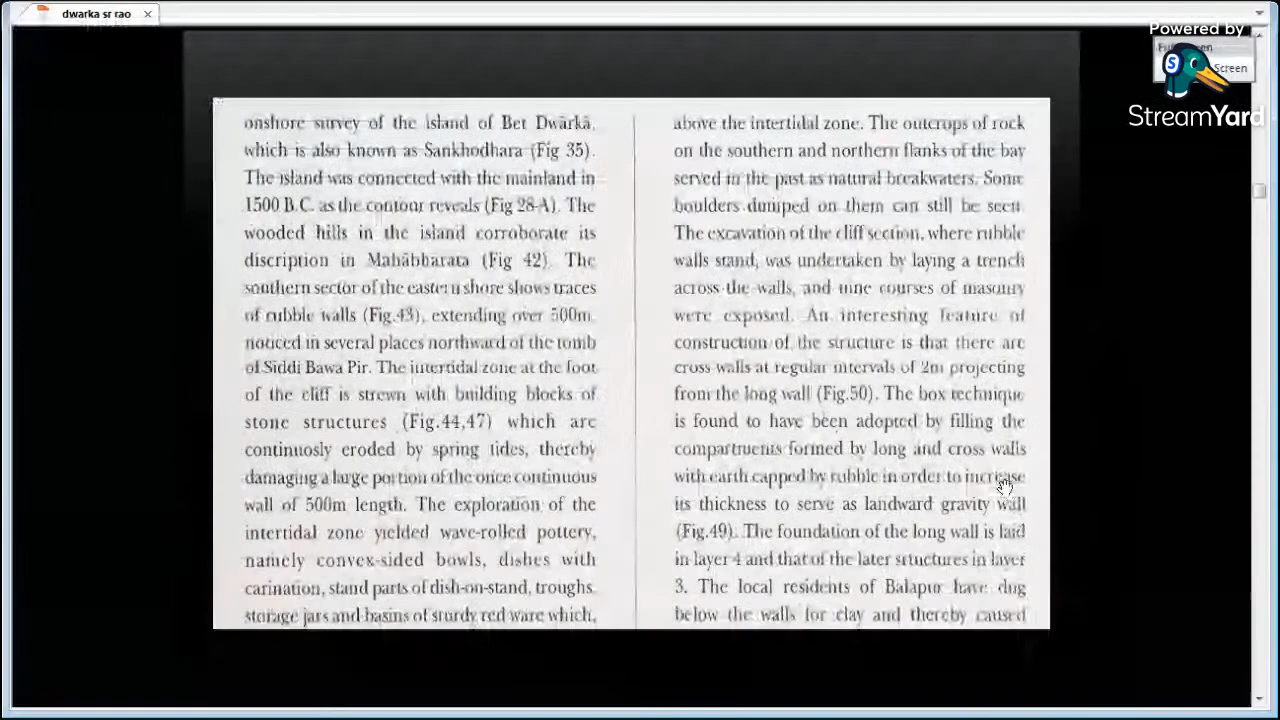 dwarka sr rao
Powered by
Screen
StreamYard
onshore survey of the island of Bet Dwārkā,
which is also known as Sankhodhara (Fig 35).
The island was connected with the mainland in
1500 B.C. as the contour reveals (Fig 28-A). The
wooded hills in the island corroborate its
discription in Mahābharata (Fig 42). The
southern sector of the eastern shore shows traces
of rubble walls (Fig.43), extending over 500m
noticed in several places northward of the tomb
of Siddi Bawa Pir. The intertidal zone at the foot
of the cliff is strewn with building blocks of
stone structures (Fig.44,47) which are
continuosly eroded by spring tides, thereby
damaging a large portion of the once continuous
wall of 500m length. The exploration of the
intertidal zone yielded wave-rolled pottery,
namely convex-sided bowls, dishes with
carination, stand parts of dish-on-stand, troughs
storage jars and basins of sturdy red ware which,
above the intertidal zone. The outcrops of rock
on the southern and northern flanks of the bay
served in the past as natural breakwaters. Some
boulders dumped on them can still be seen.
The excavation of the cliff section, where rubble
walls stand, was undertaken by laying a trench
across the walls, and nine courses of masonry
were exposed. An interesting feature of
construction of the structure is that there are
cross walls at regular intervals of 2m projecting
from the long wall (Fig.50). The box technique
is found to have been adopted by filling the
compartments formed by long and cross walls
with earth capped by rubble in order to increase
its thickness to serve as landward gravity wall
(Fig.49). The foundation of the long wall is laid
in layer 4 and that of the later structures in layer
3. The local residents of Balapur have dug
below the walls for clay and thereby caused